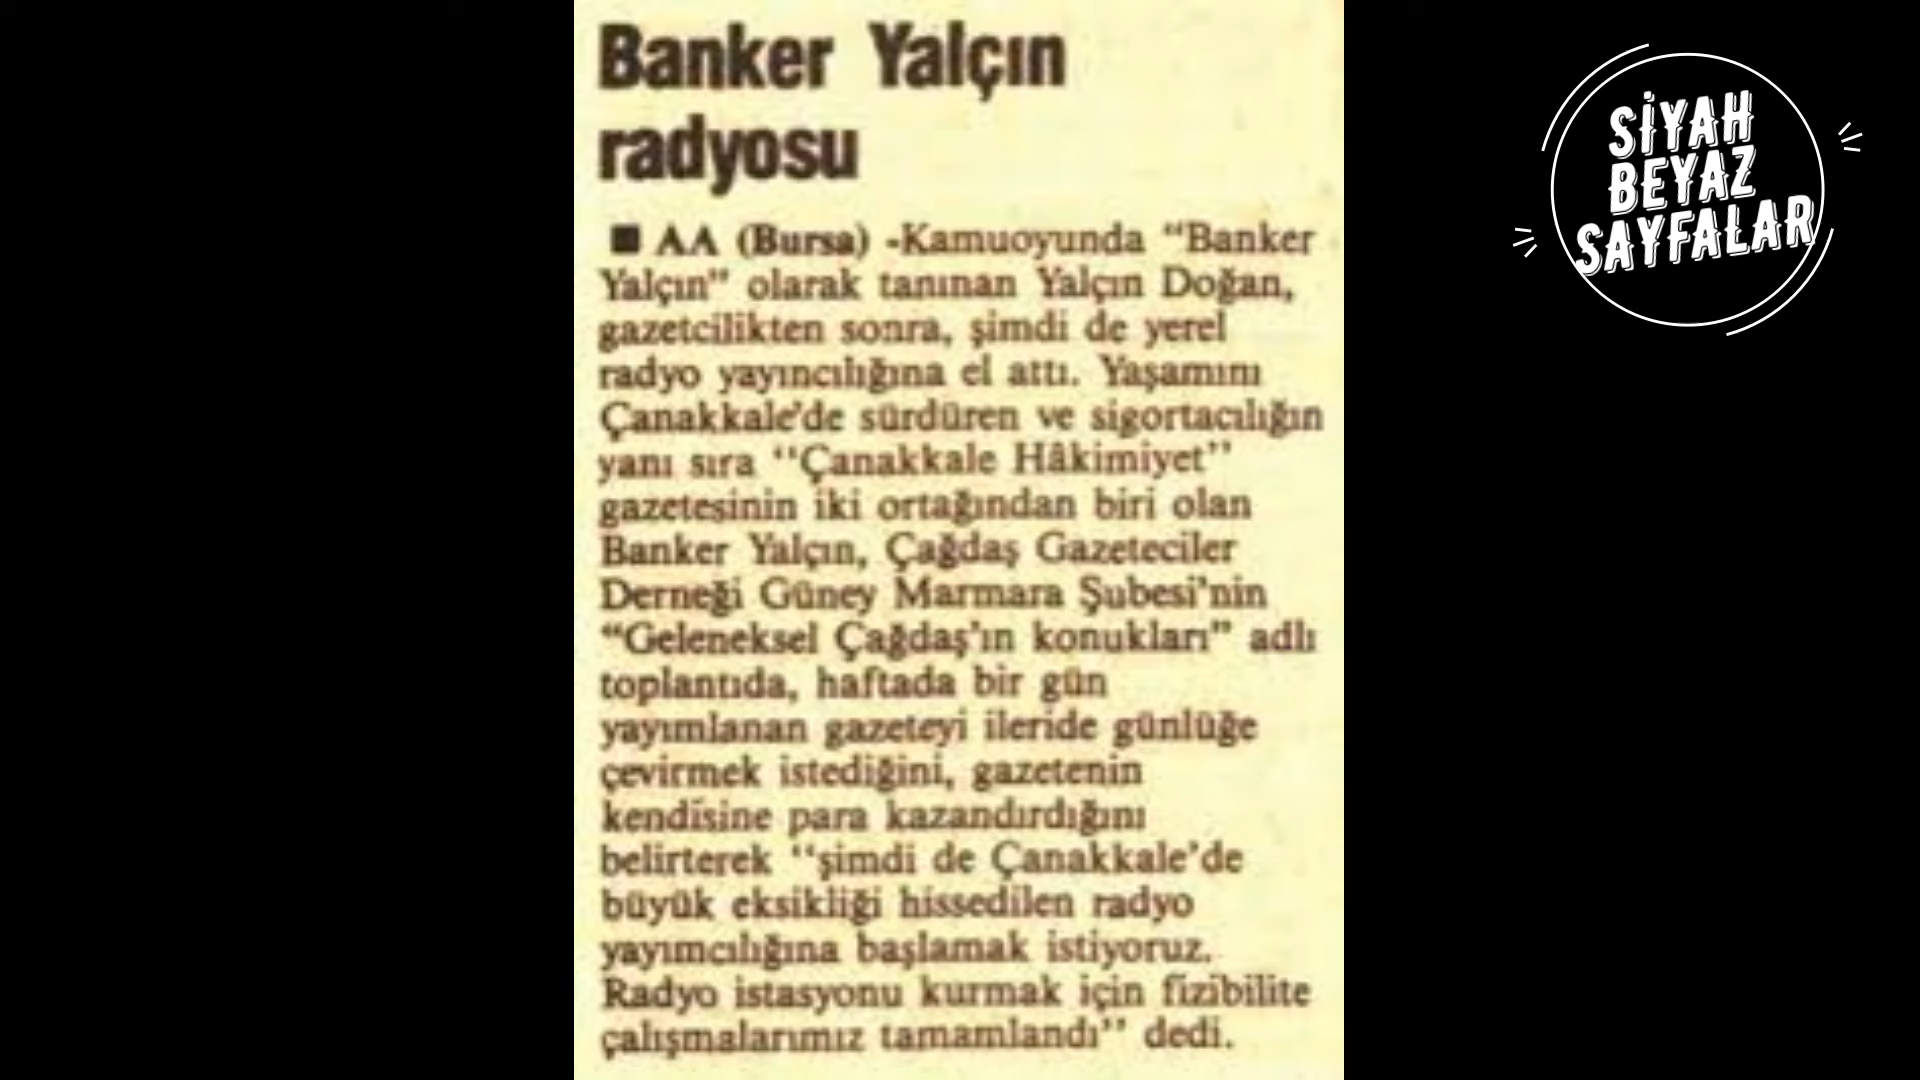 Banker Yalçın
radyosu
■ AA (Bursa) -Kamuoyunda “Banker
Yalçın” olarak tanınan Yalçın Doğan,
gazetcilikten sonra, şimdi de yerel
radyo yayıncılığına el attı. Yaşamını
Çanakkale’de sürdüren ve sigortacılığın
yanı sıra ‘‘Çanakkale Hâkimiyet’’
gazetesinin iki ortağından biri olan
Banker Yalçın, Çağdaş Gazeteciler
Derneği Güney Marmara Şubesi’nin
“Geleneksel Çağdaş’ın konukları” adlı
toplantıda, haftada bir gün
yayımlanan gazeteyi ileride günlüğe
çevirmek istediğini, gazetenin
kendisine para kazandırdığını
belirterek ‘‘şimdi de Çanakkale’de
büyük eksikliği hissedilen radyo
yayımcılığına başlamak istiyoruz.
Radyo istasyonu kurmak için fizibilite
çalışmalarımız tamamlandı’’ dedi.
SİYAH
BEYAZ
SAYFALAR